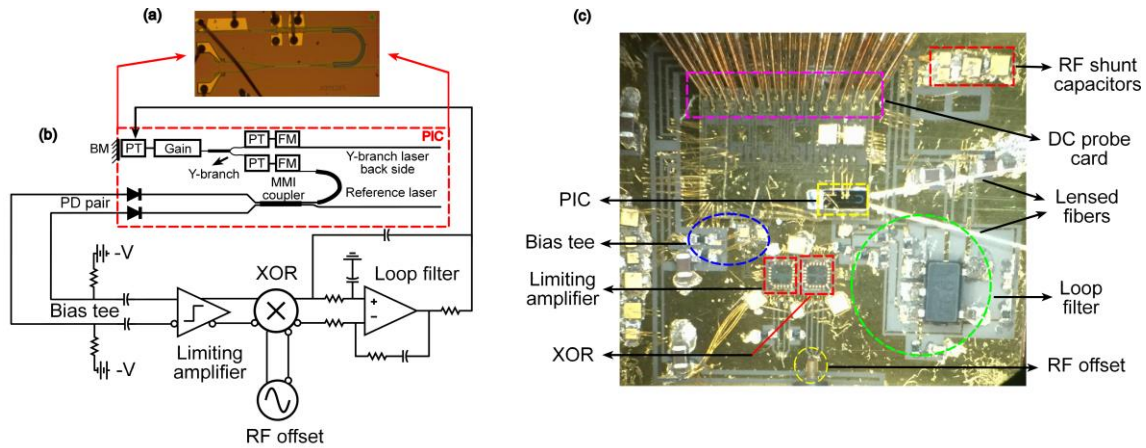 (a)
(b)
PIC
BM
PT
Gain
PT
FM
PT
FM
Y-branch laser
back side
Y-branch
MMI
coupler
Reference laser
PD pair
-V
Bias tee
-V
XOR
Loop filter
+
−
Limiting
amplifier
RF offset
(c)
RF shunt
capacitors
DC probe
card
PIC
Lensed
fibers
Bias tee
Limiting
amplifier
Loop
filter
XOR
RF offset